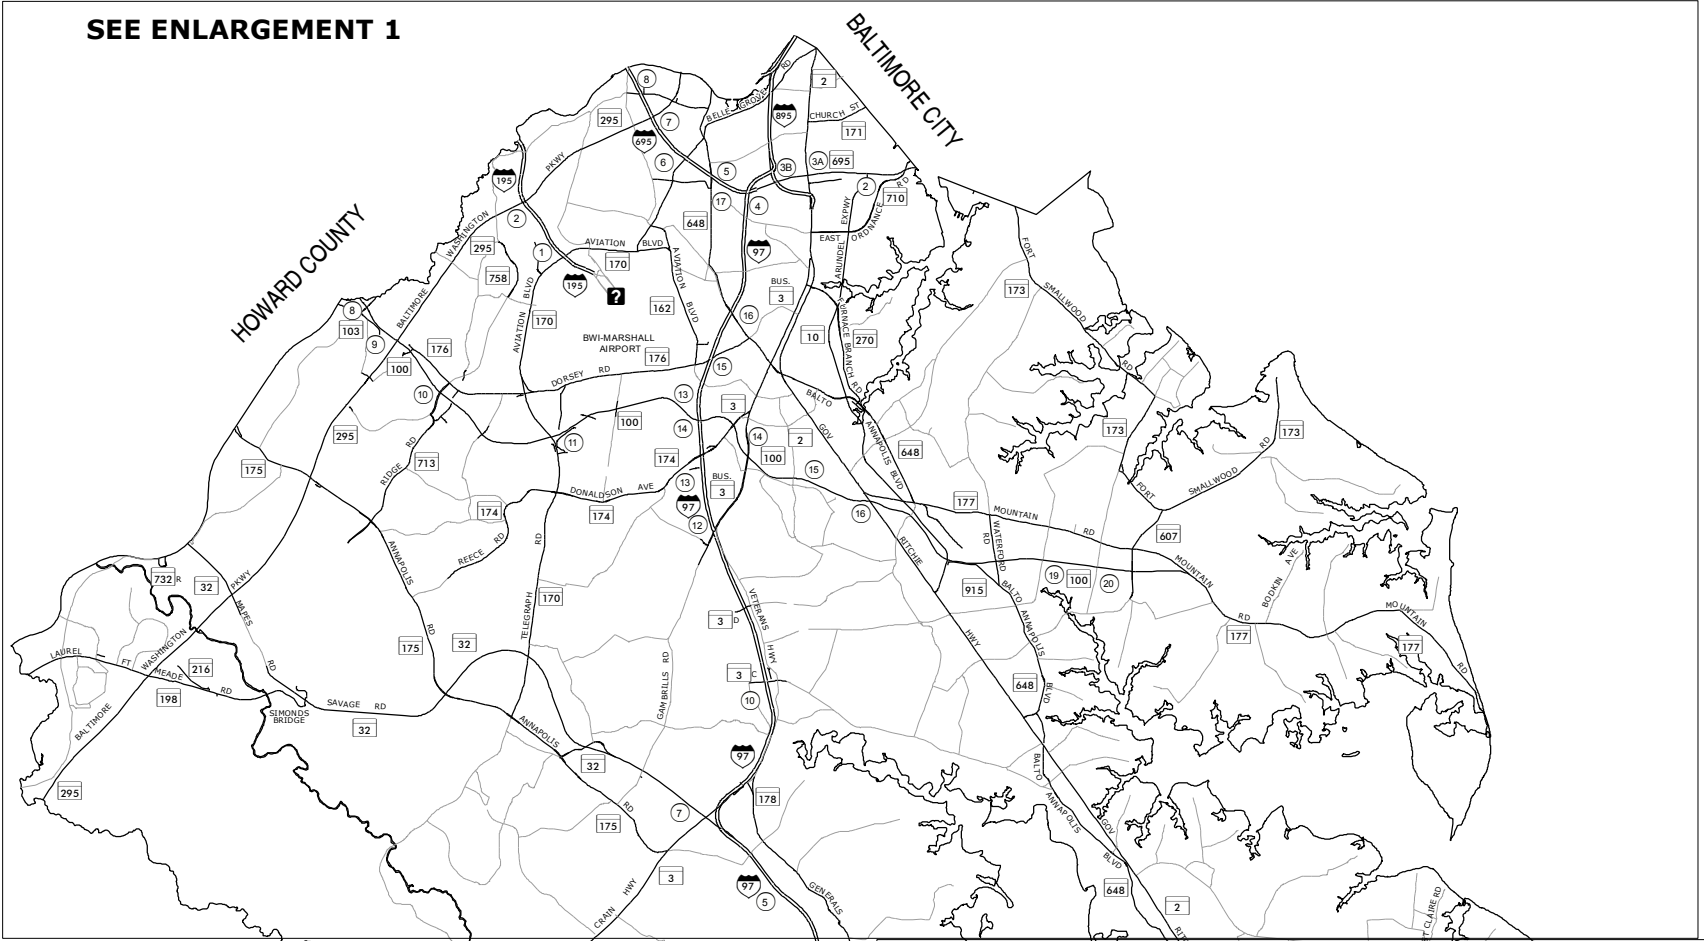 SEE ENLARGEMENT 1
BALTIMORE CITY
HOWARD COUNTY
8
RD
2
BELLE GROVE
295
7
895
CHURCH ST
171
695
6
PKWY
5
3B
3A
695
195
2
RD
710
17
4
EXPWY
ORDNANCE
2
WASHINGTON
648
EAST
295
1
AVIATION BLVD
97
ARUNDEL
FORT
758
170
AVIATION
195
?
BUS.
3
173
SMALLWOOD
BLVD
162
BALTIMORE
8
103
170
BLVD
16
FURNACE BRANCH RD
10
270
9
176
AVIATION
BWI-MARSHALL
AIRPORT
176
100
15
RD
DORSEY RD
10
13
3
BALTO
100
14
GOV
ANNAPOLIS BLVD
173
173
295
11
14
2
RD
RIDGE
713
174
100
648
175
15
BUS.
3
13
SMALLWOOD
FORT
DONALDSON AVE
97
177
MOUNTAIN
RD
174
174
12
16
607
REECE RD
RD
RITCHIE
WATERFORD
RD
AVE
ANNAPOLIS
MOUNTAIN
732
R
32
PKWY
19
100
20
BODKIN
MAPES
915
BALTO ANNAPOLIS
170
VETERANS
TELEGRAPH
3
D
HWY
RD
MOUNTAIN
RD
32
HWY
177
177
WASHINGTON
175
LAUREL
FT
MEADE
216
RD
RD
3
C
GAMBRILLS RD
648
BLVD
RD
198
10
SAVAGE RD
SIMONDS
BRIDGE
32
BALTIMORE
ANNAPOLIS
97
32
BALTO
295
178
ANNAPOLIS
RD
7
175
GOV
BLVD
3
97
GENERALS
648
HWY
5
CRAIN
2
RIT
ST CLAIRE RD